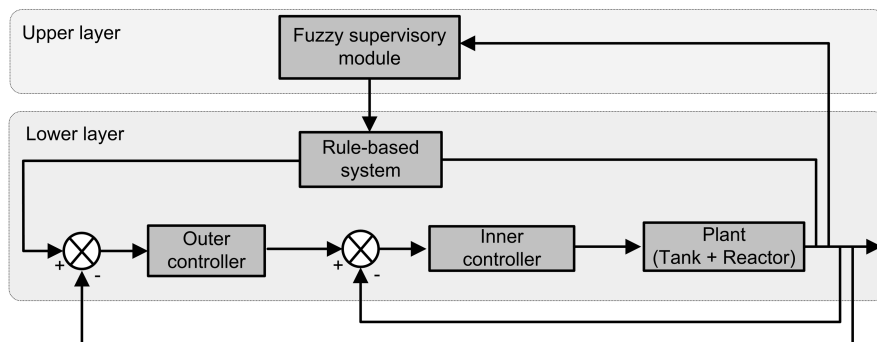 Upper layer
Fuzzy supervisory
module
Lower layer
Rule-based
system
Outer
controller
Inner
controller
Plant
(Tank + Reactor)
+
-
+
-